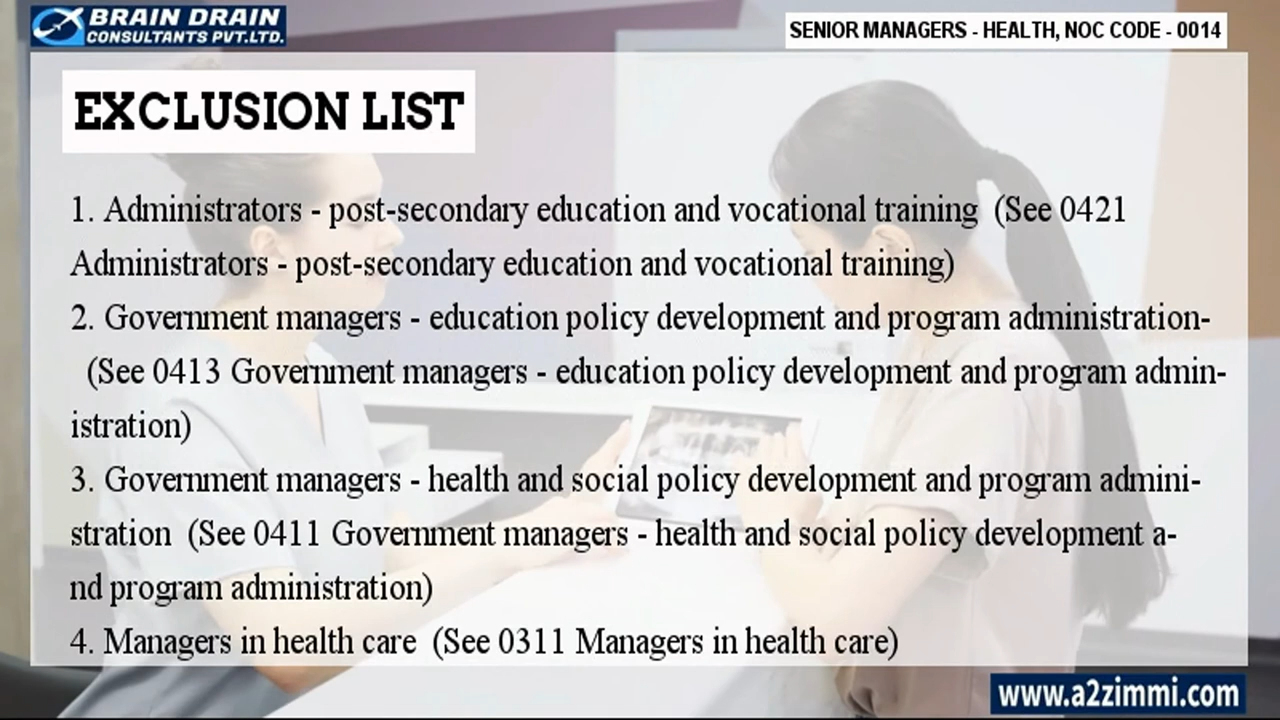 BRAIN DRAIN
CONSULTANTS PVT.LTD.
SENIOR MANAGERS - HEALTH, NOC CODE - 0014
EXCLUSION LIST
1. Administrators - post-secondary education and vocational training (See 0421
Administrators - post-secondary education and vocational training)
2. Government managers - education policy development and program administration-
(See 0413 Government managers - education policy development and program admin-
istration)
3. Government managers - health and social policy development and program admini-
stration (See 0411 Government managers - health and social policy development a-
nd program administration)
4. Managers in health care (See 0311 Managers in health care)
www.a2zimmi.com